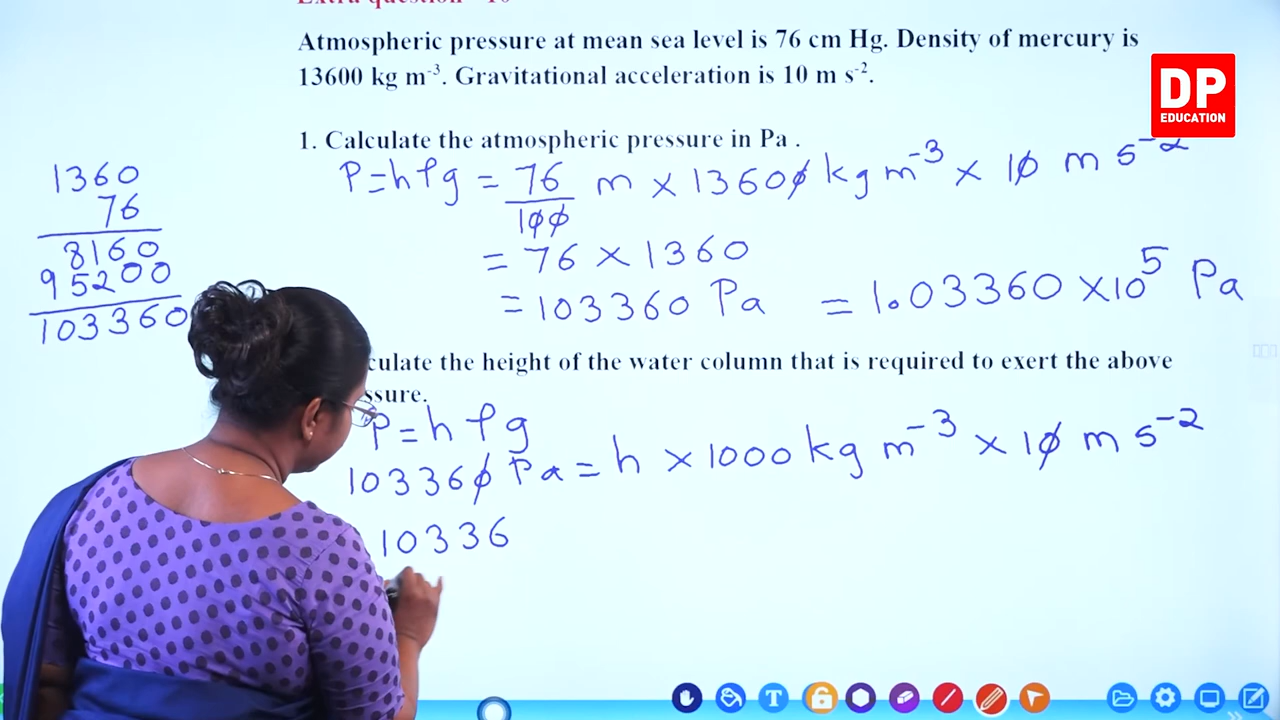 Extra question - 10
Atmospheric pressure at mean sea level is 76 cm Hg. Density of mercury is
13600 kg m⁻³. Gravitational acceleration is 10 m s⁻².
DP
EDUCATION
1. Calculate the atmospheric pressure in Pa .
P = hρg = 76/100 m × 13600 kg m⁻³ × 10 m s⁻²
= 76 × 1360
= 103360 Pa = 1.03360 × 10⁵ Pa
1360
76
8160
95200
103360
culate the height of the water column that is required to exert the above
ssure.
P = hρg
103360 Pa = h × 1000 kg m⁻³ × 10 m s⁻²
10336